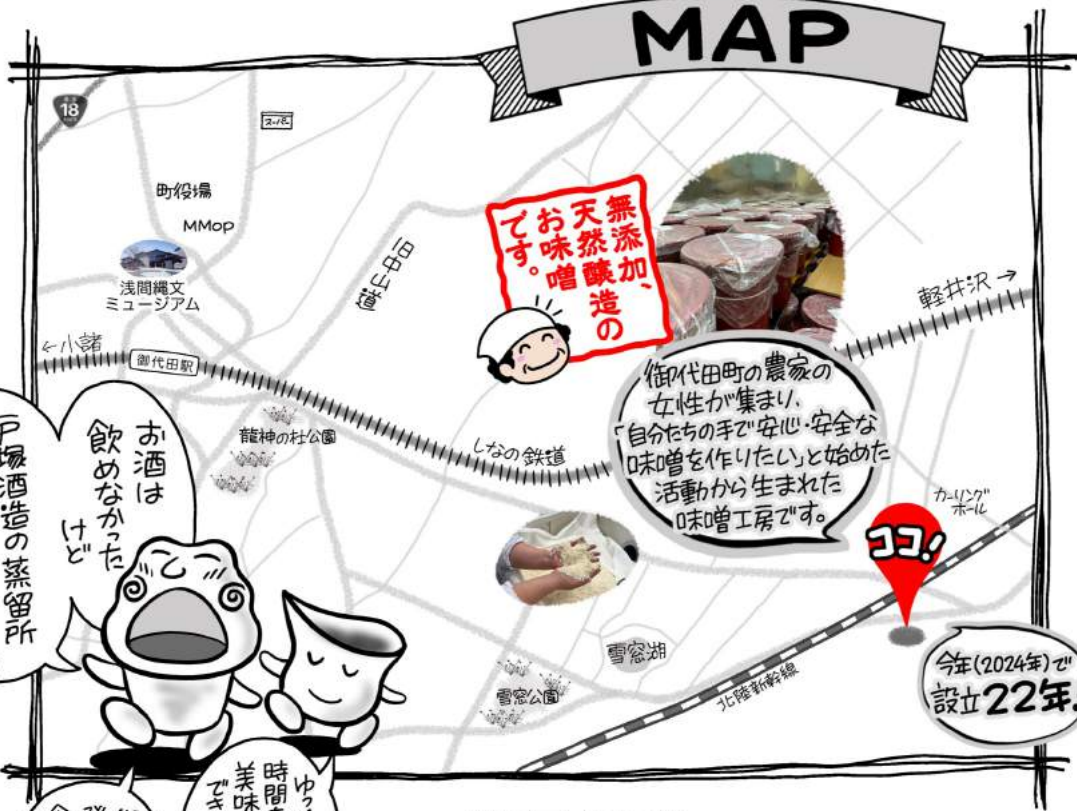 MAP
18
スーパー
町役場
MMop
浅間縄文
ミュージアム
旧中山道
無添加、
天然醸造の
お味噌
です。
軽井沢→
←小諸
御代田駅
龍神の杜公園
しなの鉄道
御代田町の農家の
女性が集まり、
「自分たちの手で安心・安全な
味噌を作りたい」と始めた
活動から生まれた
味噌工房です。
カーリング
ホール
ココ!
お酒は
飲めなかった
けど
戸塚酒造の蒸留所
雪窓湖
雪窓公園
北陸新幹線
今年(2024年)で
設立22年。
時間
美味
でき